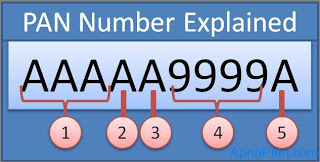 PAN Number Explained
AAAAA9999A
1 2 3 4 5
ApnaPlan.com